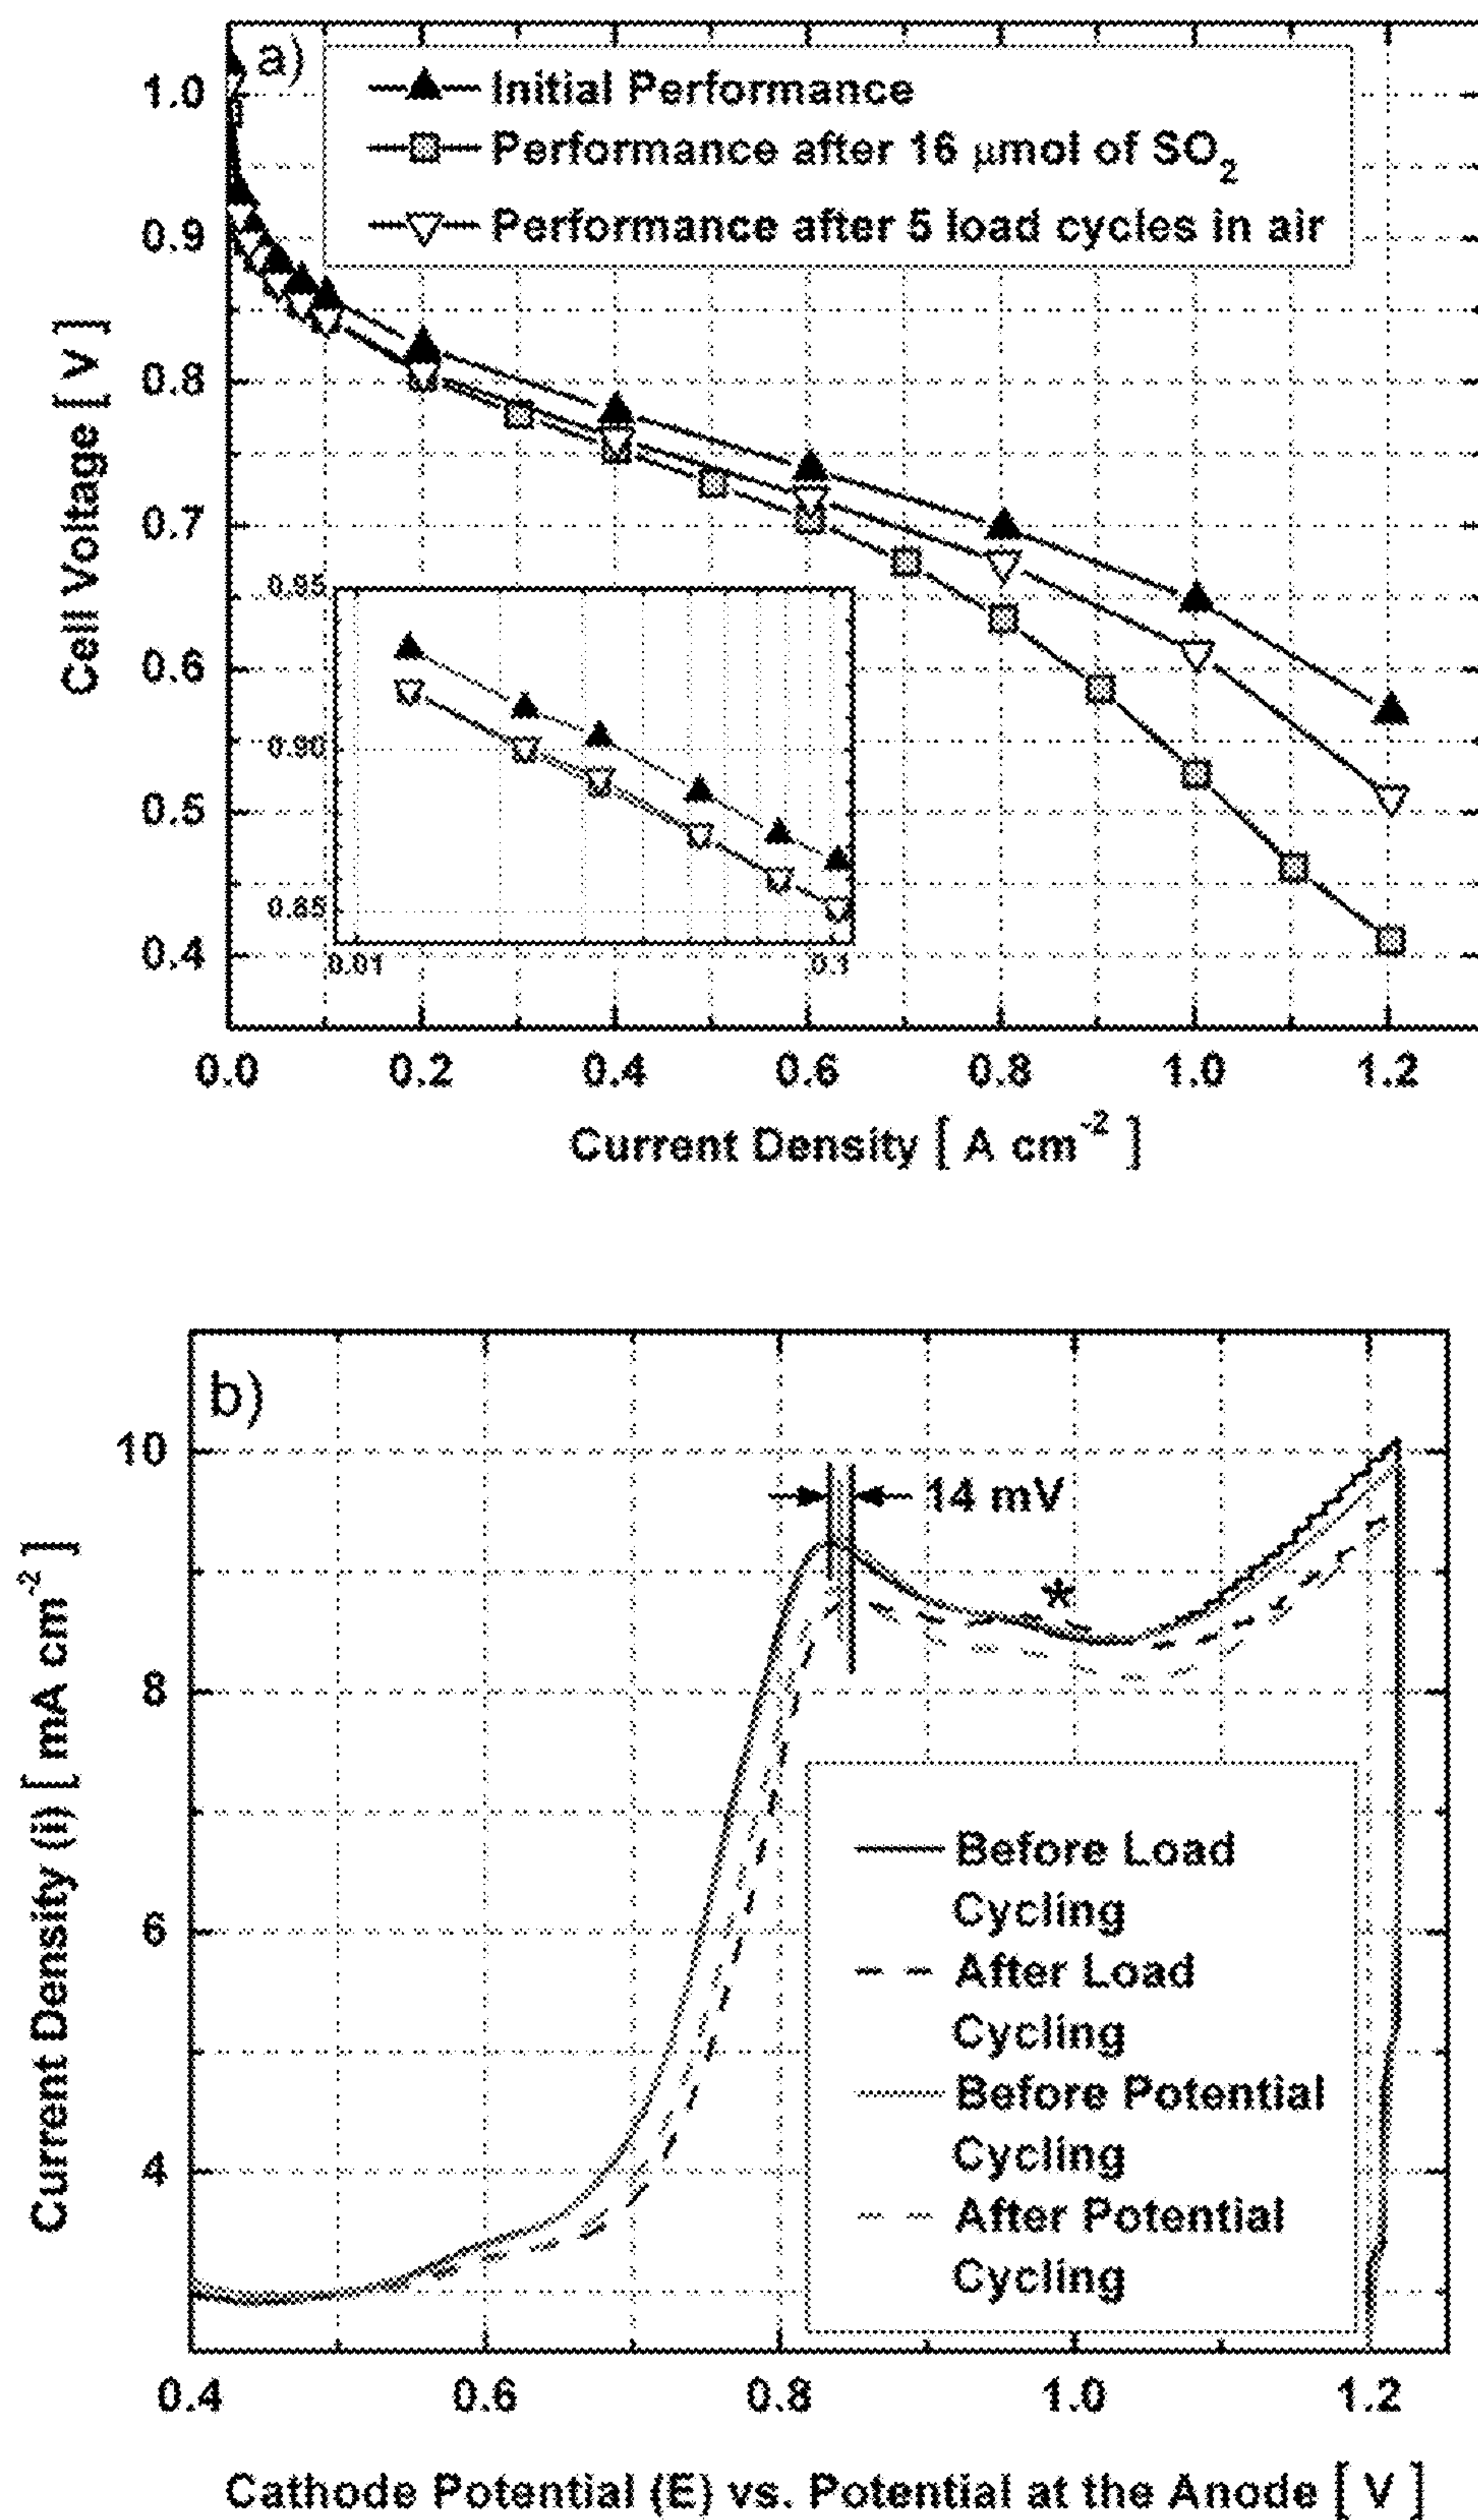 a)
Initial Performance
Performance after 16 μmol of SO2
Performance after 5 load cycles in air
1.0
0.9
0.8
0.7
0.6
0.5
0.4
Cell Voltage [ V ]
0.95
0.90
0.85
0.01 0.1
0.0 0.2 0.4 0.6 0.8 1.0 1.2
Current Density [ A cm-2 ]
b)
14 mV
*
10
8
6
4
Current Density (i) [ mA cm-2 ]
Before Load
Cycling
After Load
Cycling
Before Potential
Cycling
After Potential
Cycling
0.4 0.6 0.8 1.0 1.2
Cathode Potential (E) vs. Potential at the Anode [ V ]